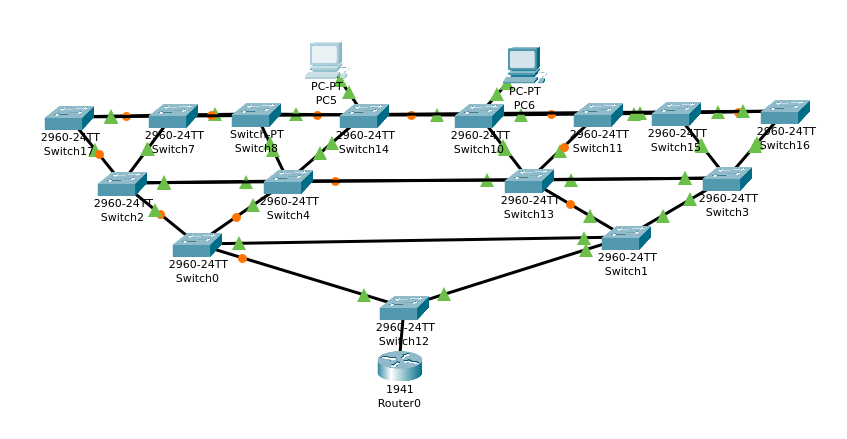 PC-PT
PC5
PC-PT
PC6
2960-24TT
Switch17
2960-24TT
Switch7
Switch-PT
Switch8
2960-24TT
Switch14
2960-24TT
Switch10
2960-24TT
Switch11
2960-24TT
Switch15
2960-24TT
Switch16
2960-24TT
Switch2
2960-24TT
Switch4
2960-24TT
Switch13
2960-24TT
Switch3
2960-24TT
Switch0
2960-24TT
Switch1
2960-24TT
Switch12
1941
Router0